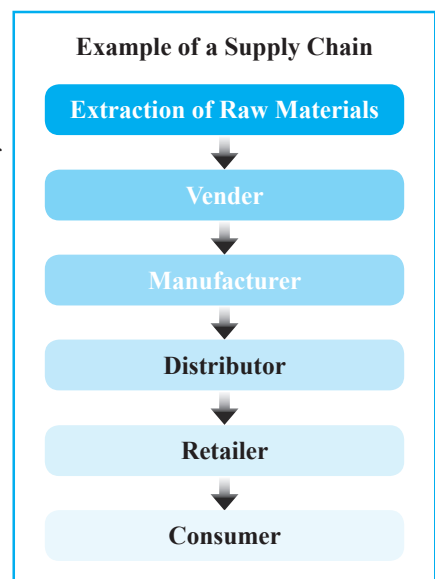 Example of a Supply Chain
Extraction of Raw Materials
Vender
Manufacturer
Distributor
Retailer
Consumer